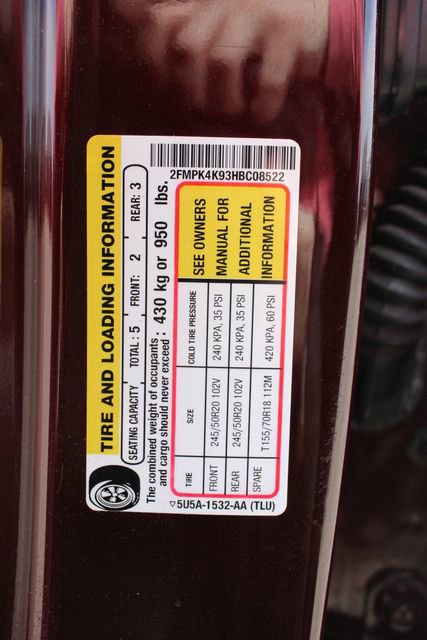 TIRE AND LOADING INFORMATION
SEATING CAPACITY TOTAL : 5 FRONT: 2 REAR: 3
The combined weight of occupants
and cargo should never exceed : 430 kg or 950 lbs.
2FMPK4K93HBC08522
TIRE SIZE COLD TIRE PRESSURE SEE OWNERS
FRONT 245/50R20 102V 240 KPA, 35 PSI MANUAL FOR
REAR 245/50R20 102V 240 KPA, 35 PSI ADDITIONAL
SPARE T155/70R18 112M 420 KPA, 60 PSI INFORMATION
▽5U5A-1532-AA (TLU)